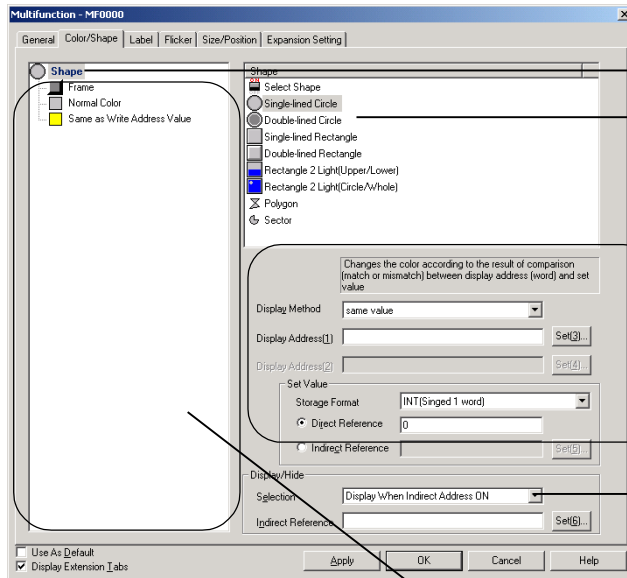 Multifunction - MF0000
General Color/Shape Label Flicker Size/Position Expansion Setting
Shape
Frame
Normal Color
Same as Write Address Value
Shape
Select Shape
Single-lined Circle
Double-lined Circle
Single-lined Rectangle
Double-lined Rectangle
Rectangle 2 Light(Upper/Lower)
Rectangle 2 Light(Circle/Whole)
Polygon
Sector
Changes the color according to the result of comparison
(match or mismatch) between display address (word) and set
value
Display Method same value
Display Address[1] Set(3)...
Display Address[2] Set(4)...
Set Value
Storage Format INT(Singed 1 word)
Direct Reference 0
Indirect Reference Set(5)...
Display/Hide
Selection Display When Indirect Address ON
Indirect Reference Set(6)...
Use As Default
Display Extension Tabs
Apply OK Cancel Help